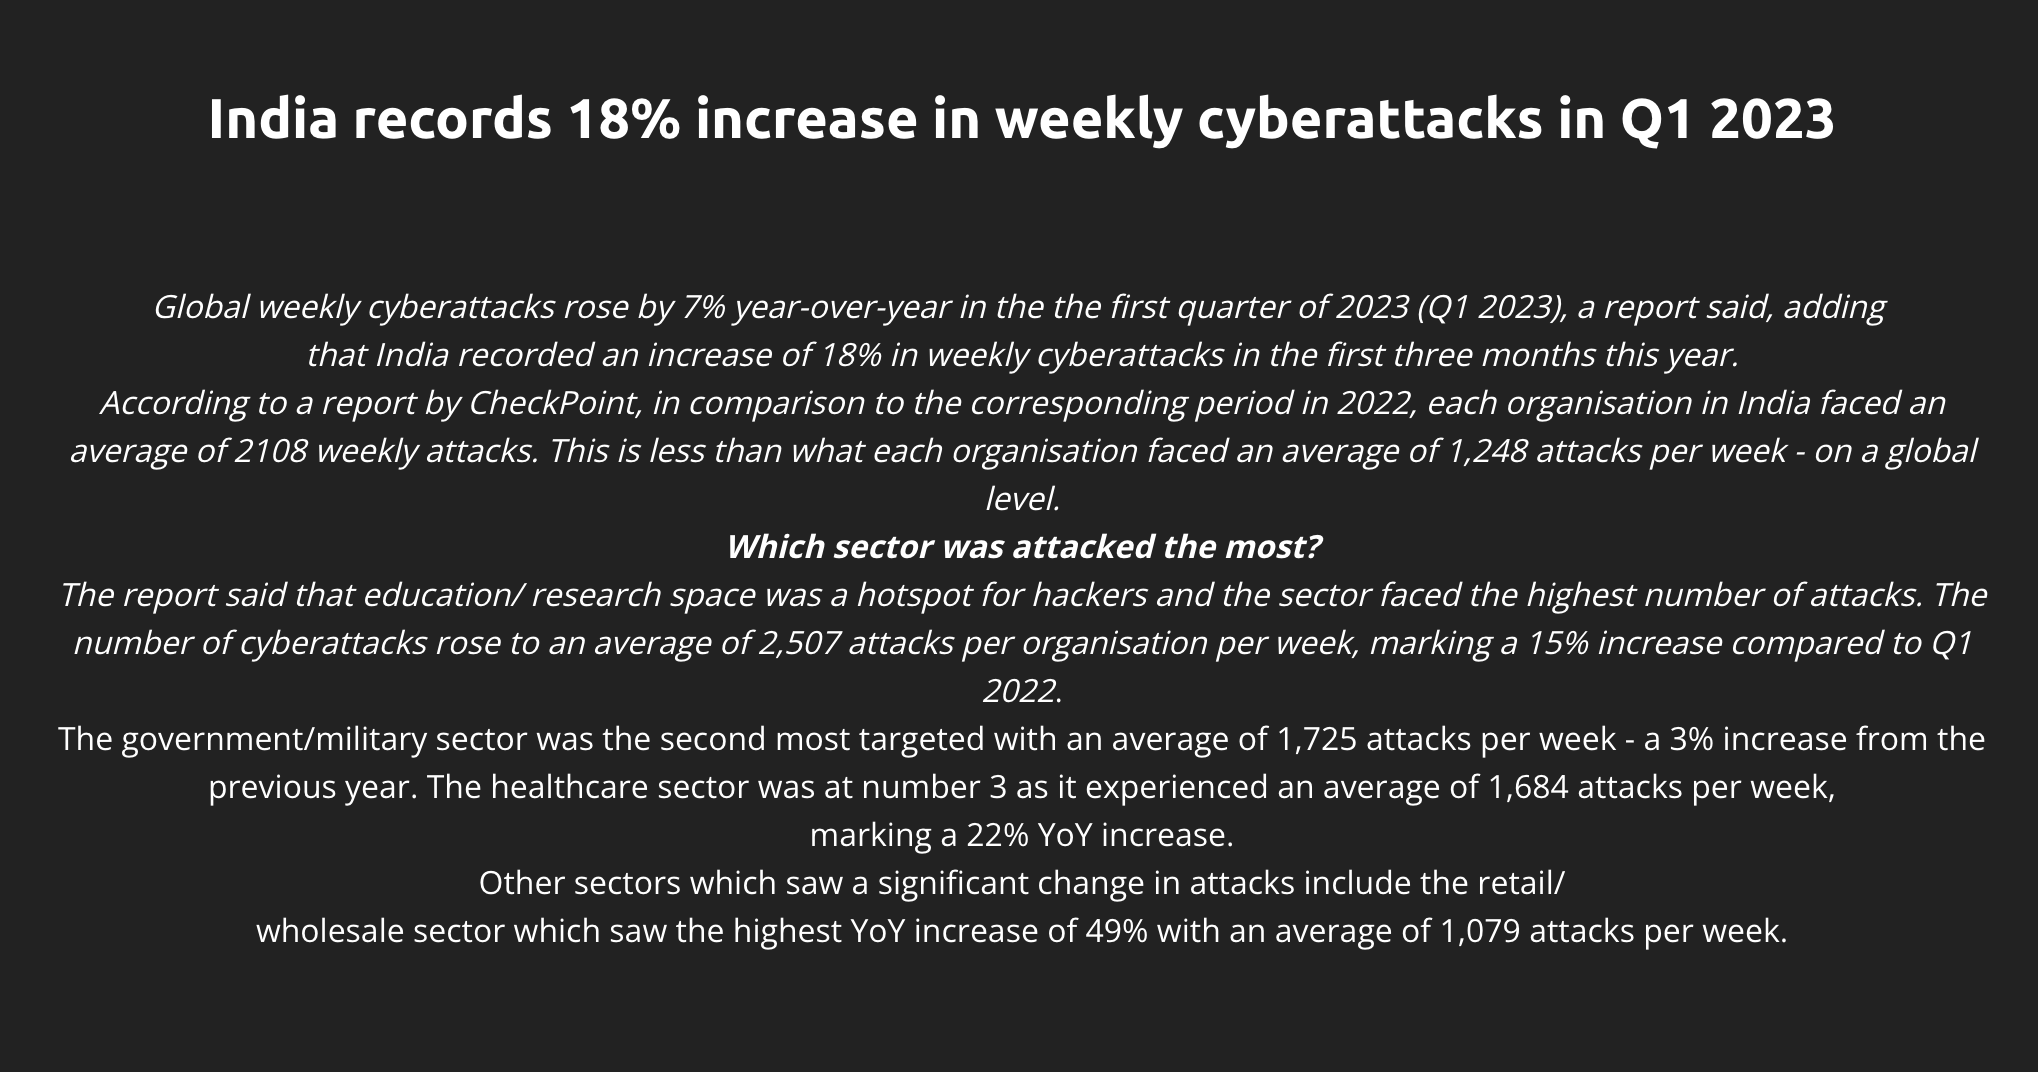 India records 18% increase in weekly cyberattacks in Q1 2023
Global weekly cyberattacks rose by 7% year-over-year in the the first quarter of 2023 (Q1 2023), a report said, adding
that India recorded an increase of 18% in weekly cyberattacks in the first three months this year.
According to a report by CheckPoint, in comparison to the corresponding period in 2022, each organisation in India faced an
average of 2108 weekly attacks. This is less than what each organisation faced an average of 1,248 attacks per week - on a global
level.
Which sector was attacked the most?
The report said that education/ research space was a hotspot for hackers and the sector faced the highest number of attacks. The
number of cyberattacks rose to an average of 2,507 attacks per organisation per week, marking a 15% increase compared to Q1
2022.
The government/military sector was the second most targeted with an average of 1,725 attacks per week - a 3% increase from the
previous year. The healthcare sector was at number 3 as it experienced an average of 1,684 attacks per week,
marking a 22% YoY increase.
Other sectors which saw a significant change in attacks include the retail/
wholesale sector which saw the highest YoY increase of 49% with an average of 1,079 attacks per week.